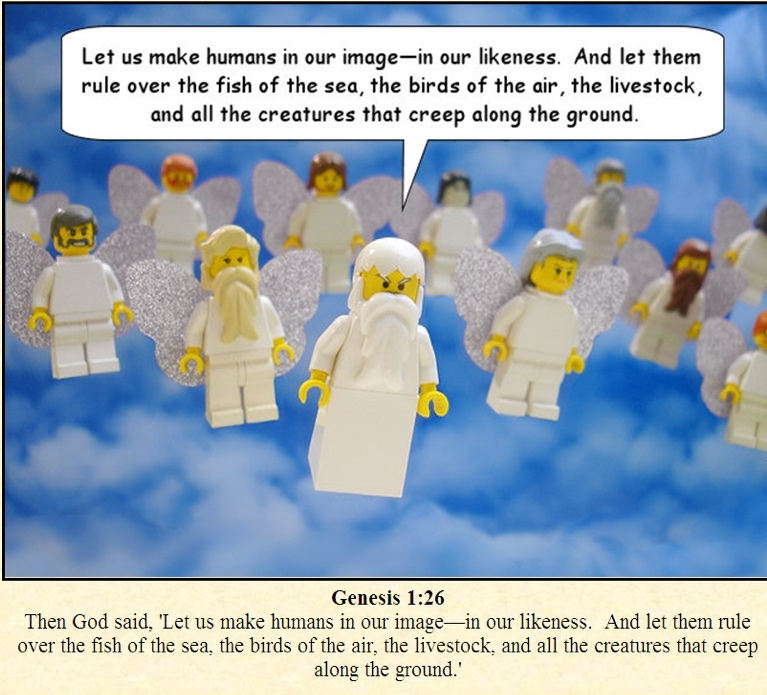 Let us make humans in our image—in our likeness.  And let them
rule over the fish of the sea, the birds of the air, the livestock,
and all the creatures that creep along the ground.
Genesis 1:26
Then God said, 'Let us make humans in our image—in our likeness.  And let them rule
over the fish of the sea, the birds of the air, the livestock, and all the creatures that creep
along the ground.'